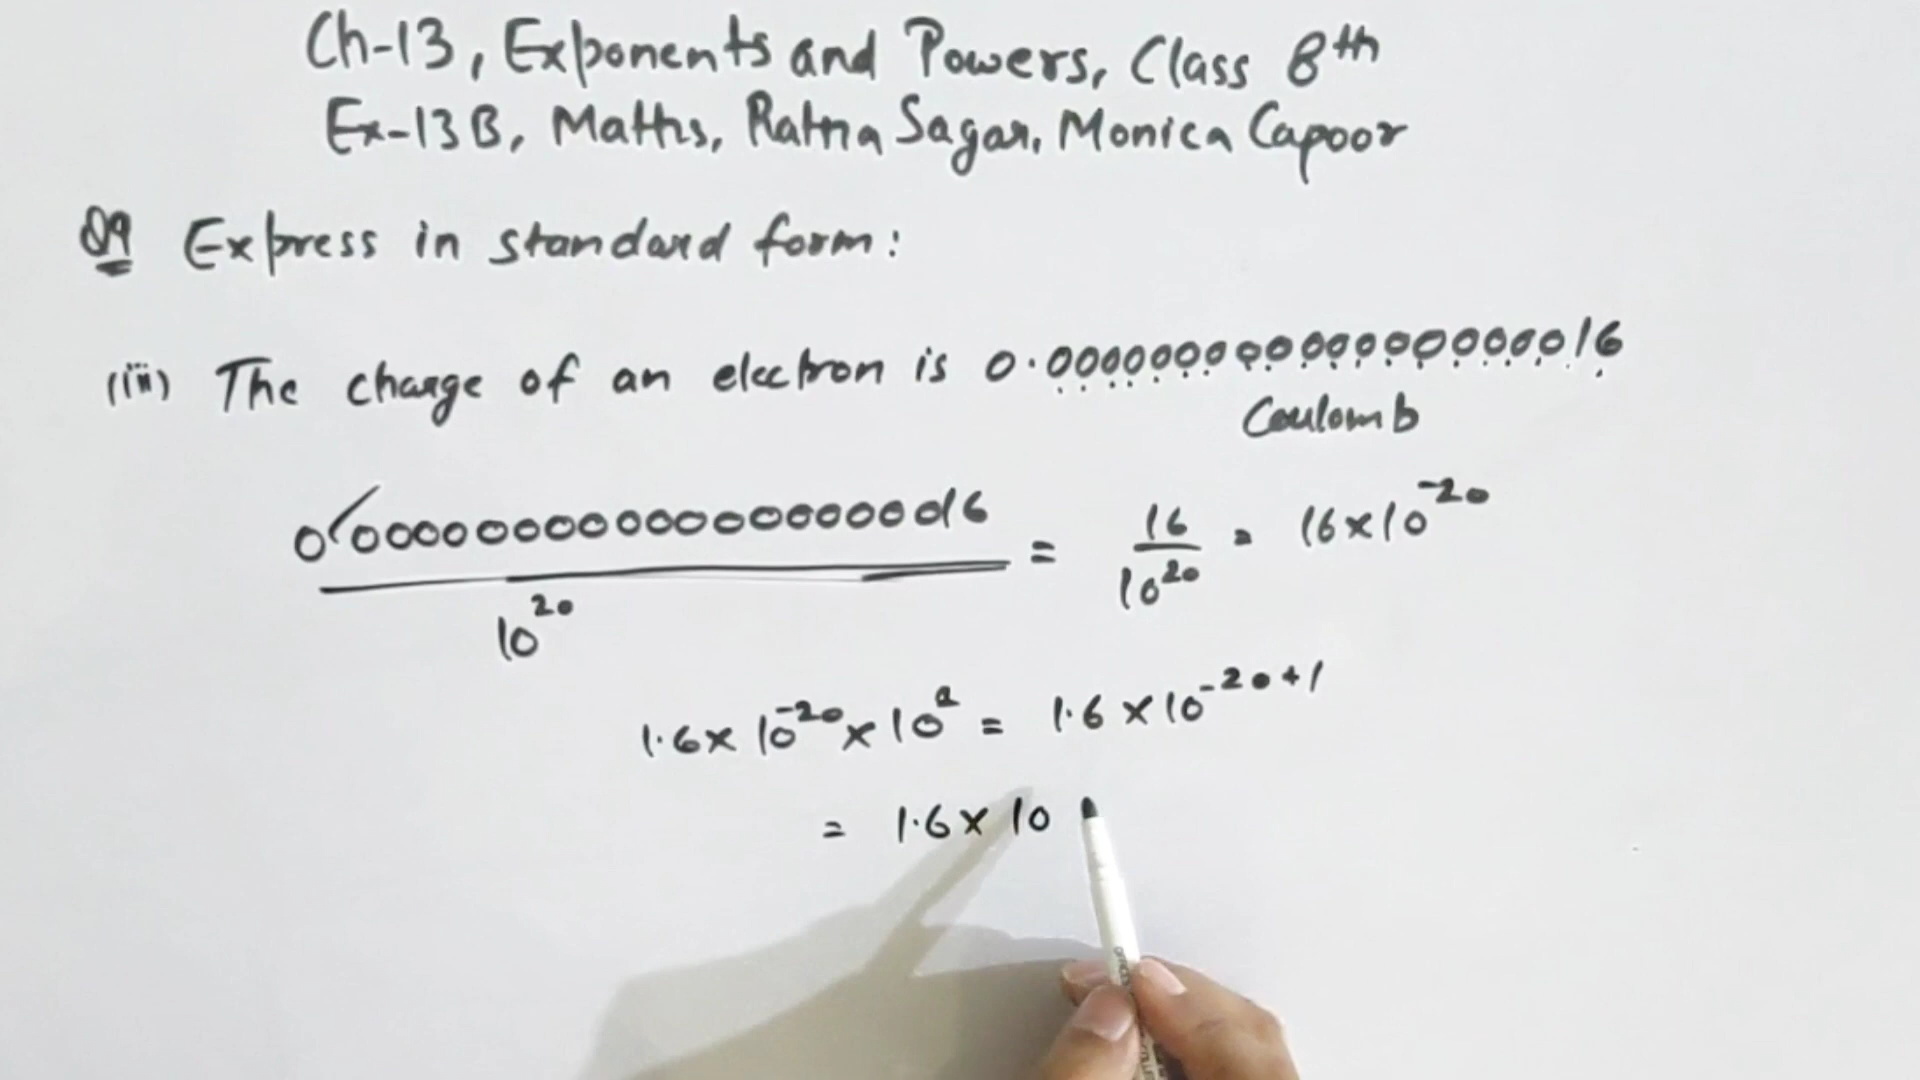 Ch-13, Exponents and Powers, Class 8th
Ex-13B, Maths, Ratna Sagar, Monica Capoor
Q9 Express in standard form:
(iii) The charge of an electron is 0.00000000000000000016
Coulomb
0.00000000000000000016 / 10^20 = 16 / 10^20 = 16 × 10^-20
1.6 × 10^-20 × 10^1 = 1.6 × 10^-20+1
= 1.6 × 10